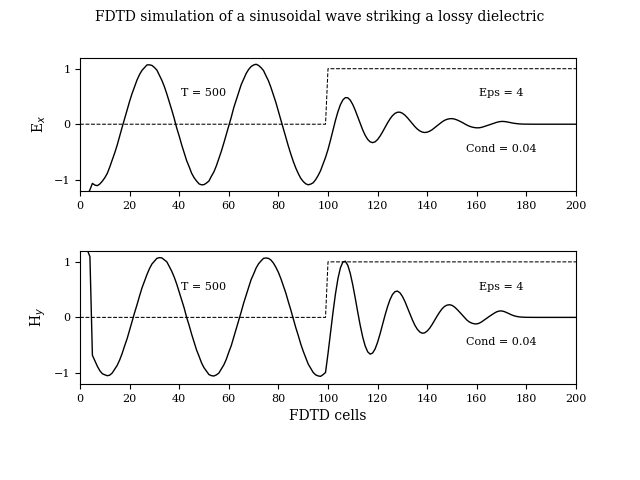 FDTD simulation of a sinusoidal wave striking a lossy dielectric
1
T = 500
Eps = 4
Eₓ
0
Cond = 0.04
−1
0 20 40 60 80 100 120 140 160 180 200
1
T = 500
Eps = 4
H_y
0
Cond = 0.04
−1
0 20 40 60 80 100 120 140 160 180 200
FDTD cells